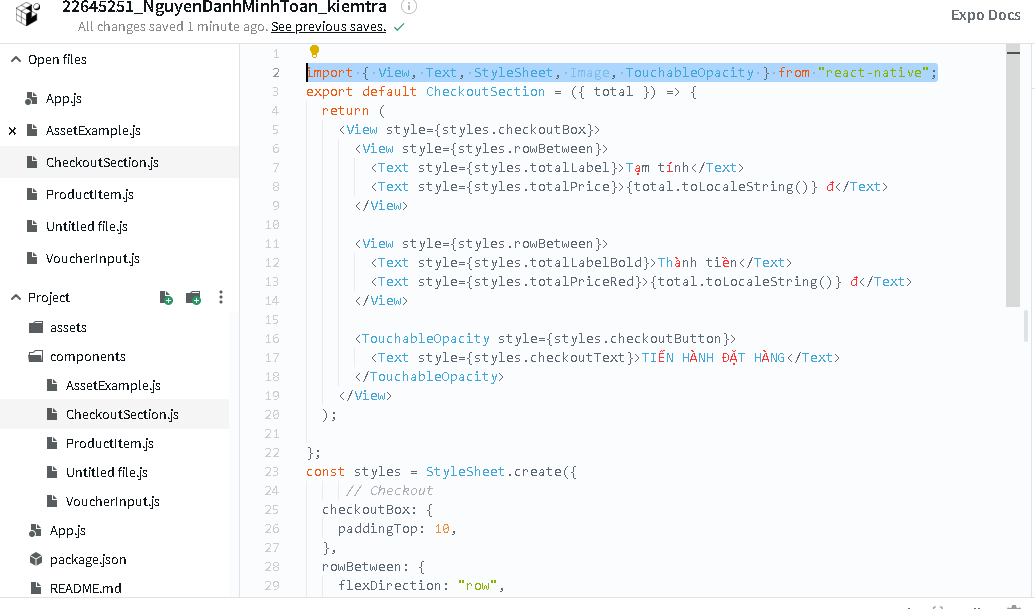 22645251_NguyenDanhMinhToan_kiemtra
All changes saved 1 minute ago. See previous saves.
Expo Docs
Open files
App.js
AssetExample.js
CheckoutSection.js
ProductItem.js
Untitled file.js
VoucherInput.js
Project
assets
components
AssetExample.js
CheckoutSection.js
ProductItem.js
Untitled file.js
VoucherInput.js
App.js
package.json
README.md
1
2 import { View, Text, StyleSheet, Image, TouchableOpacity } from "react-native";
3 export default CheckoutSection = ({ total }) => {
4 return (
5 <View style={styles.checkoutBox}>
6 <View style={styles.rowBetween}>
7 <Text style={styles.totalLabel}>Tạm tính</Text>
8 <Text style={styles.totalPrice}>{total.toLocaleString()} đ</Text>
9 </View>
10
11 <View style={styles.rowBetween}>
12 <Text style={styles.totalLabelBold}>Thành tiền</Text>
13 <Text style={styles.totalPriceRed}>{total.toLocaleString()} đ</Text>
14 </View>
15
16 <TouchableOpacity style={styles.checkoutButton}>
17 <Text style={styles.checkoutText}>TIẾN HÀNH ĐẶT HÀNG</Text>
18 </TouchableOpacity>
19 </View>
20 );
21
22 };
23 const styles = StyleSheet.create({
24 // Checkout
25 checkoutBox: {
26 paddingTop: 10,
27 },
28 rowBetween: {
29 flexDirection: "row",